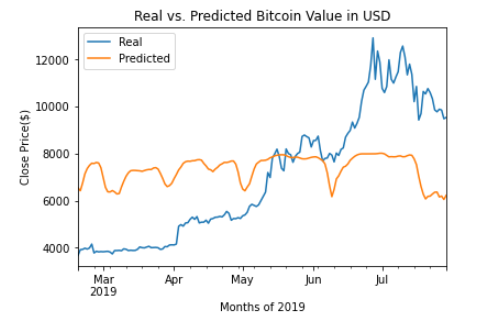 Real vs. Predicted Bitcoin Value in USD
Real
Predicted
12000
10000
8000
6000
4000
Close Price($)
Mar Apr May Jun Jul
2019
Months of 2019